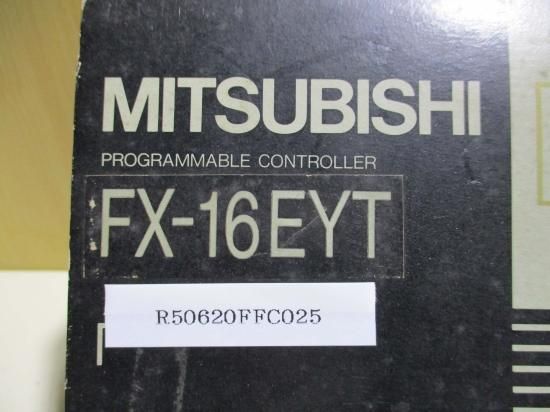 MITSUBISHI
PROGRAMMABLE CONTROLLER
FX-16EYT
R50620FFC025